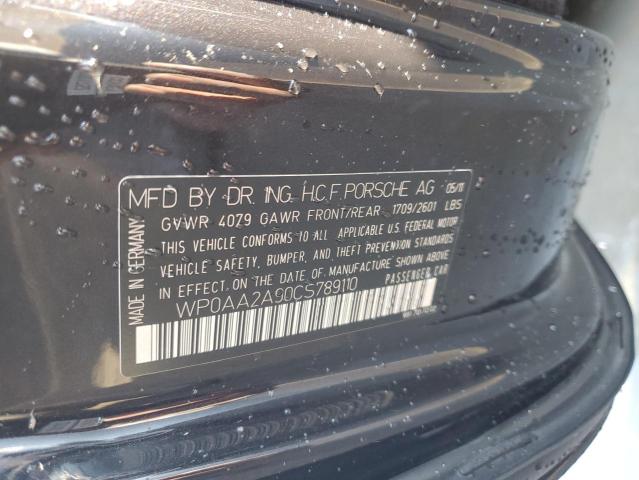 MFD BY DR. ING. H.C.F. PORSCHE AG 05/11
GVWR 4079 GAWR FRONT/REAR 1709/2601 LBS
THIS VEHICLE CONFORMS TO ALL APPLICABLE U.S. FEDERAL MOTOR
VEHICLE SAFETY, BUMPER, AND THEFT PREVENTION STANDARDS
IN EFFECT ON THE DATE OF MANUFACTURE SHOWN ABOVE
WP0AA2A90CS789110 PASSENGER CAR
MADE IN GERMANY